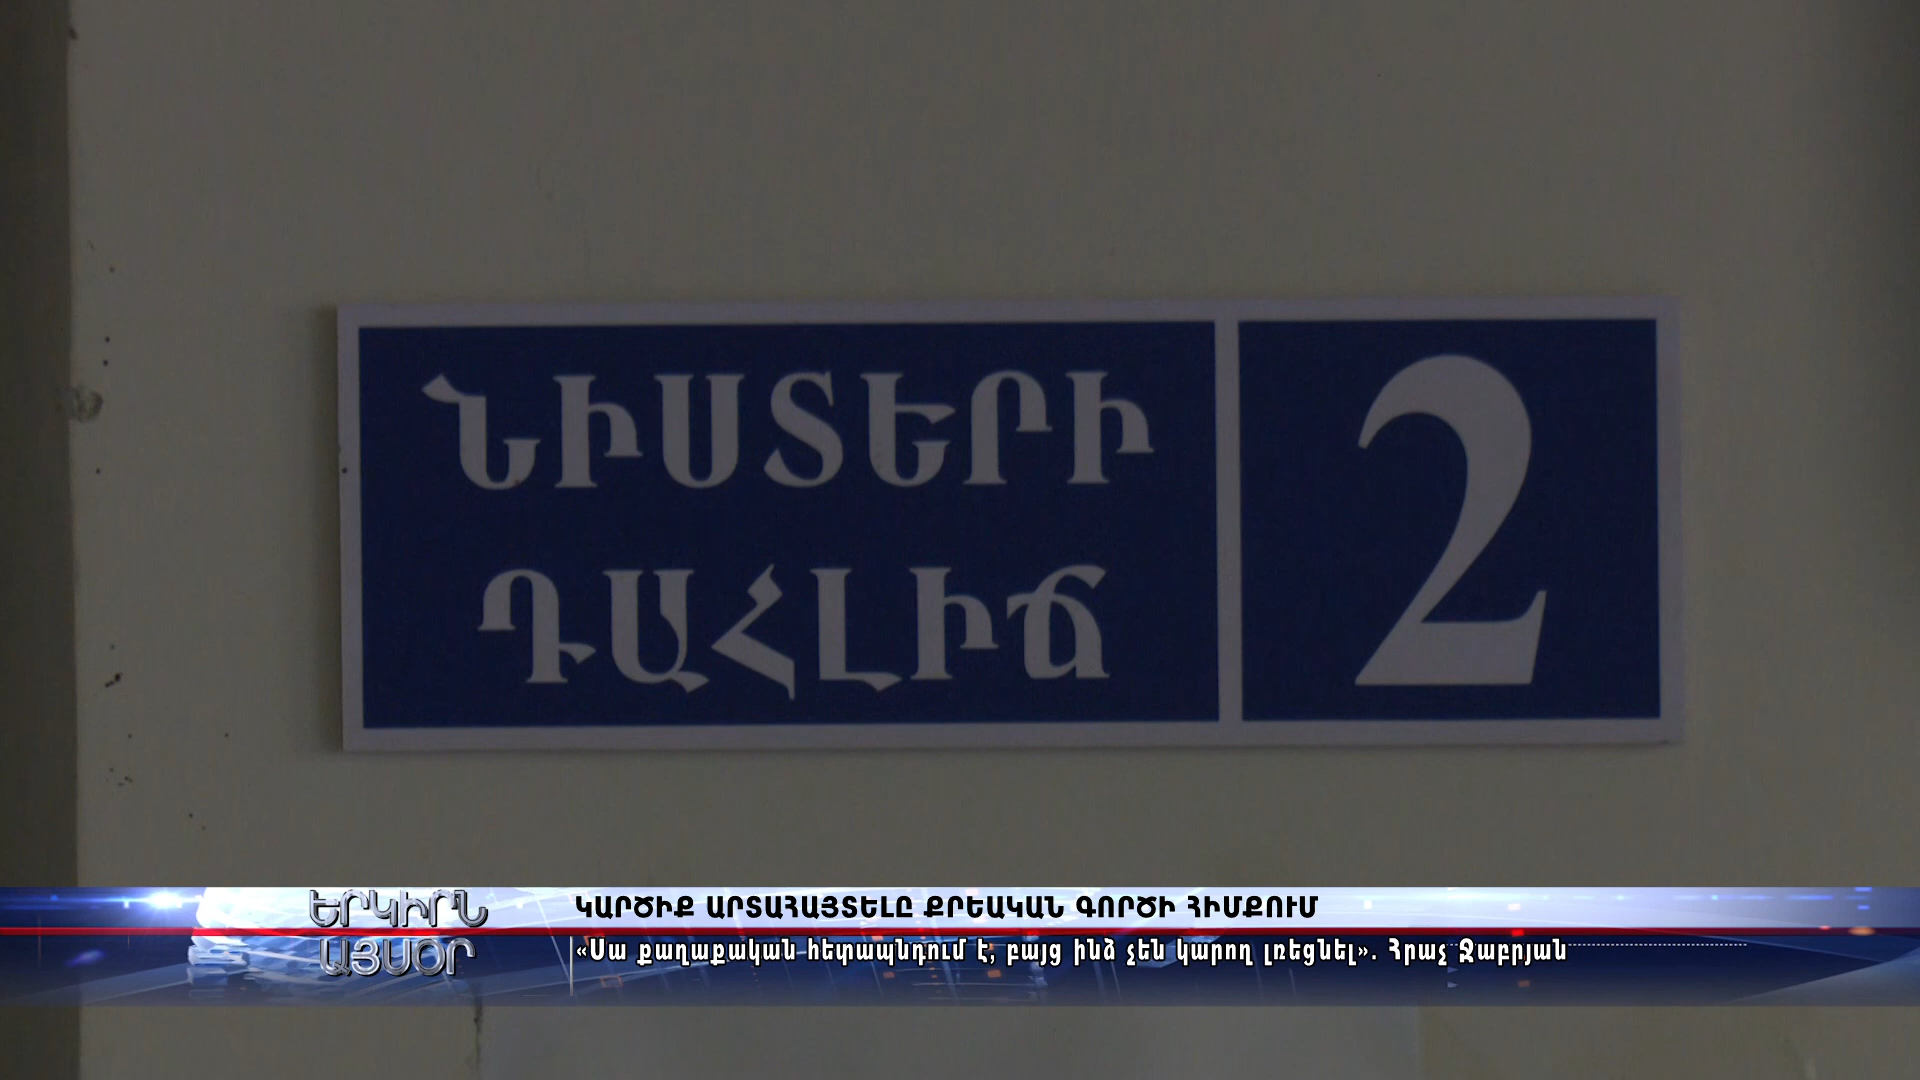 ՆԻՍՏԵՐԻ
ԴԱՀԼԻՃ
2
ԵՐԿԻՐՆ
ԱՅՍՕՐ
ԿԱՐԾԻՔ ԱՐՏԱՀԱՅՏԵԼԸ ՔՐԵԱԿԱՆ ԳՈՐԾԻ ՀԻՄՔՈՒՄ
«Սա քաղաքական հետապնդում է, բայց ինձ չեն կարող լռեցնել». Հրաչ Ջաբրյան